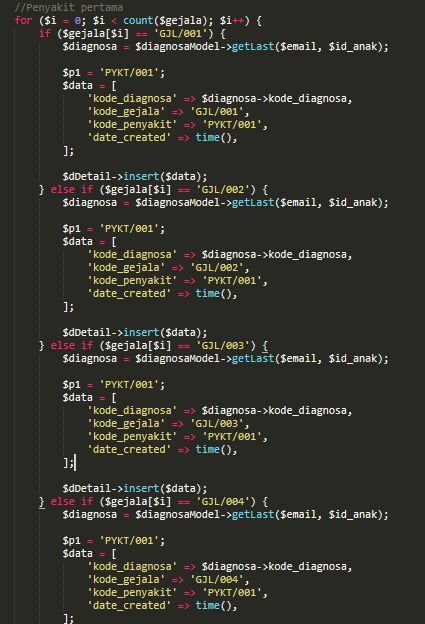 //Penyakit pertama
for ($i = 0; $i < count($gejala); $i++) {
    if ($gejala[$i] == 'GJL/001') {
        $diagnosa = $diagnosaModel->getLast($email, $id_anak);

        $p1 = 'PYKT/001';
        $data = [
            'kode_diagnosa' => $diagnosa->kode_diagnosa,
            'kode_gejala' => 'GJL/001',
            'kode_penyakit' => 'PYKT/001',
            'date_created' => time(),
        ];

        $dDetail->insert($data);
    } else if ($gejala[$i] == 'GJL/002') {
        $diagnosa = $diagnosaModel->getLast($email, $id_anak);

        $p1 = 'PYKT/001';
        $data = [
            'kode_diagnosa' => $diagnosa->kode_diagnosa,
            'kode_gejala' => 'GJL/002',
            'kode_penyakit' => 'PYKT/001',
            'date_created' => time(),
        ];

        $dDetail->insert($data);
    } else if ($gejala[$i] == 'GJL/003') {
        $diagnosa = $diagnosaModel->getLast($email, $id_anak);

        $p1 = 'PYKT/001';
        $data = [
            'kode_diagnosa' => $diagnosa->kode_diagnosa,
            'kode_gejala' => 'GJL/003',
            'kode_penyakit' => 'PYKT/001',
            'date_created' => time(),
        ];

        $dDetail->insert($data);
    } else if ($gejala[$i] == 'GJL/004') {
        $diagnosa = $diagnosaModel->getLast($email, $id_anak);

        $p1 = 'PYKT/001';
        $data = [
            'kode_diagnosa' => $diagnosa->kode_diagnosa,
            'kode_gejala' => 'GJL/004',
            'kode_penyakit' => 'PYKT/001',
            'date_created' => time(),
        ];